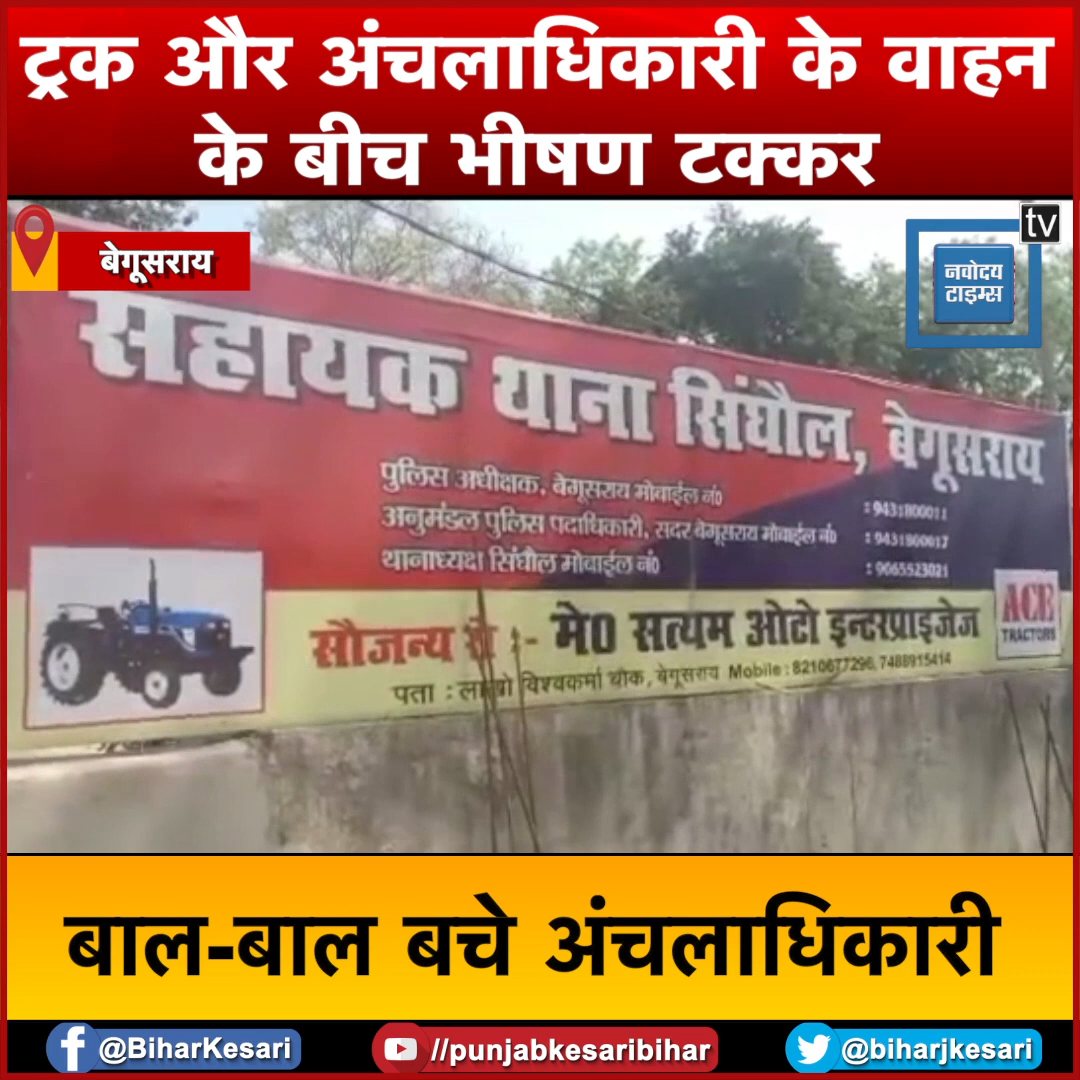 ट्रक और अंचलाधिकारी के वाहन
के बीच भीषण टक्कर
बेगूसराय
tv
नवोदय
टाइम्स
सहायक थाना सिंघौल, बेगूसराय
पुलिस अधीक्षक, बेगूसराय मोबाईल नं0 : 9431800011
अनुमंडल पुलिस पदाधिकारी, सदर बेगूसराय मोबाईल नं0 : 9431800017
थानाध्यक्ष सिंघौल मोबाईल नं0 : 9065523021
ACE
TRACTORS
सौजन्य से :- मे0 सत्यम ओटो इन्टरप्राइजेज
पता : लाखो विश्वकर्मा चौक, बेगूसराय Mobile : 8210677296, 7488915414
बाल-बाल बचे अंचलाधिकारी
@BiharKesari
//punjabkesaribihar
@biharjkesari